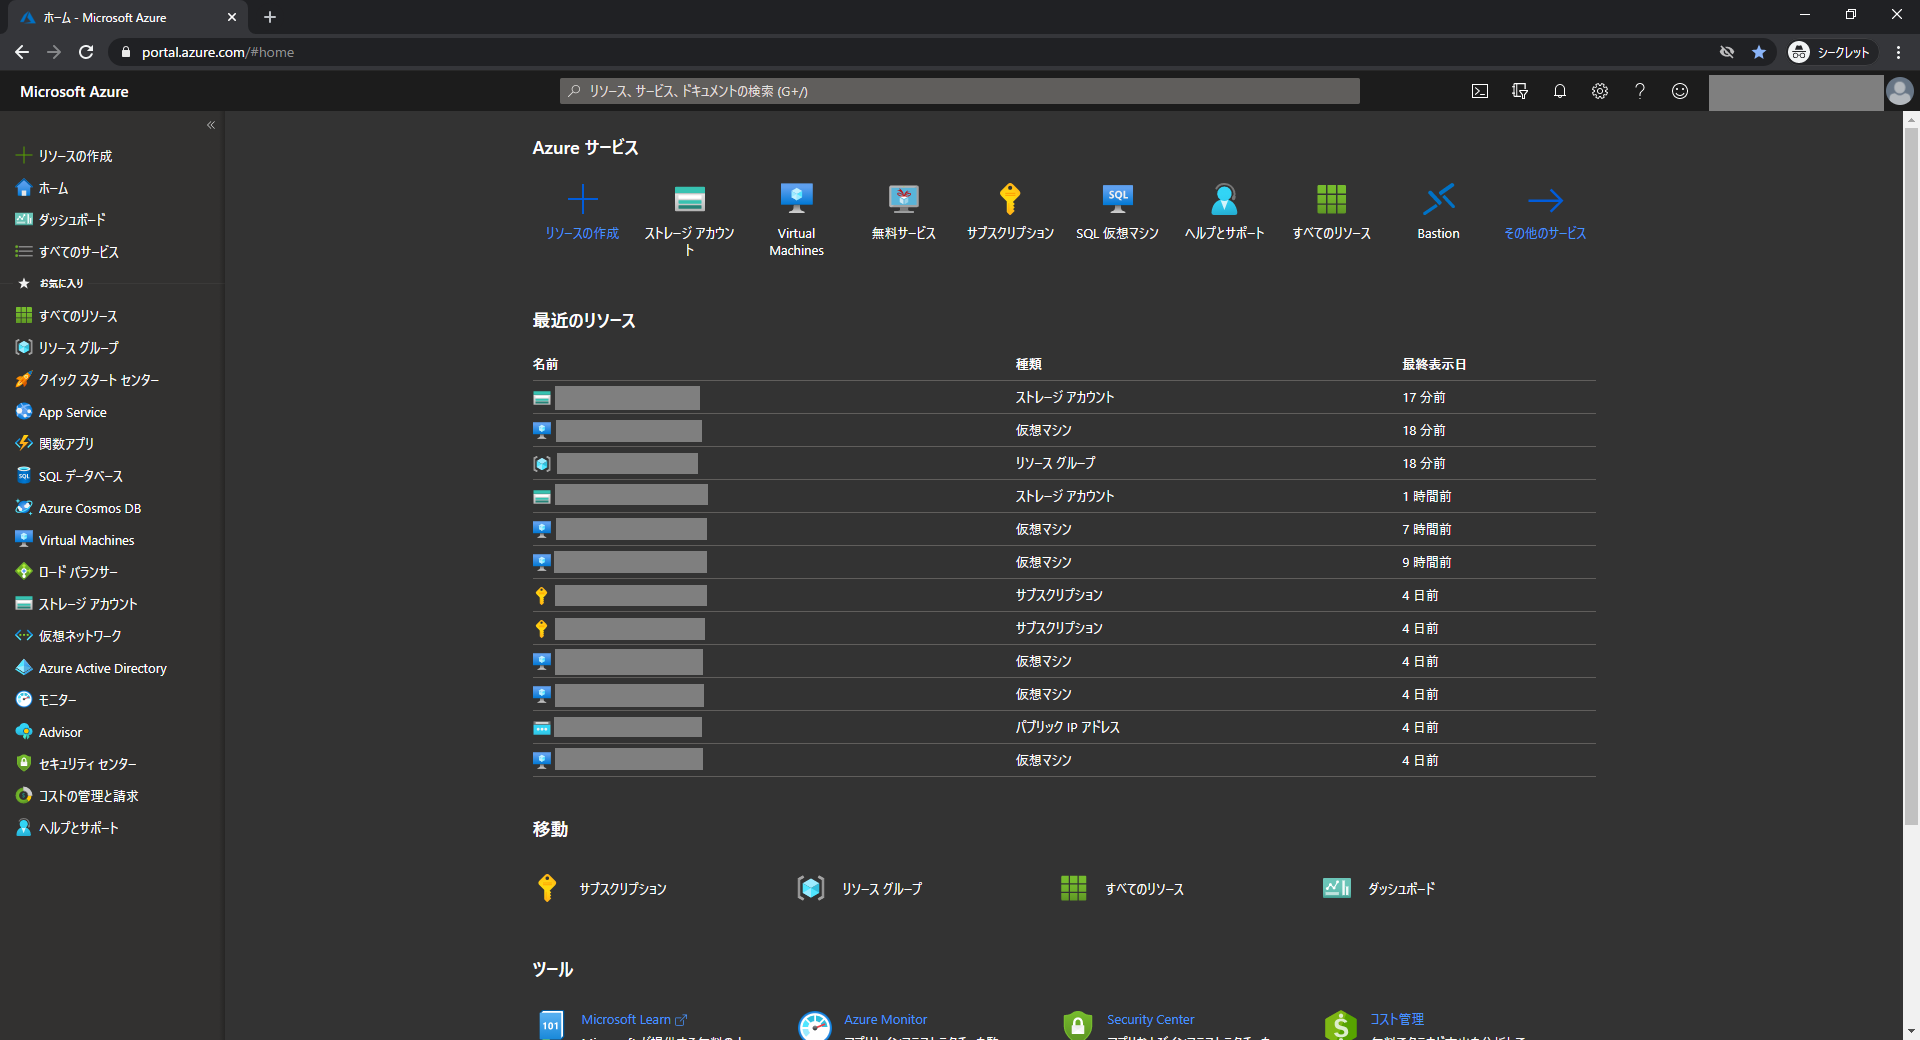 ホーム - Microsoft Azure
portal.azure.com/#home
シークレット
Microsoft Azure
リソース、サービス、ドキュメントの検索 (G+/)
リソースの作成
ホーム
ダッシュボード
すべてのサービス
お気に入り
すべてのリソース
リソース グループ
クイック スタート センター
App Service
関数アプリ
SQL データベース
Azure Cosmos DB
Virtual Machines
ロード バランサー
ストレージ アカウント
仮想ネットワーク
Azure Active Directory
モニター
Advisor
セキュリティ センター
コストの管理と請求
ヘルプとサポート
Azure サービス
リソースの作成
ストレージ アカウン
ト
Virtual
Machines
無料サービス
サブスクリプション
SQL
SQL 仮想マシン
ヘルプとサポート
すべてのリソース
Bastion
その他のサービス
最近のリソース
名前 種類 最終表示日
ストレージ アカウント 17 分前
仮想マシン 18 分前
リソース グループ 18 分前
ストレージ アカウント 1 時間前
仮想マシン 7 時間前
仮想マシン 9 時間前
サブスクリプション 4 日前
サブスクリプション 4 日前
仮想マシン 4 日前
仮想マシン 4 日前
パブリック IP アドレス 4 日前
仮想マシン 4 日前
移動
サブスクリプション
リソース グループ
すべてのリソース
ダッシュボード
ツール
101
Microsoft Learn
Azure Monitor
Security Center
コスト管理